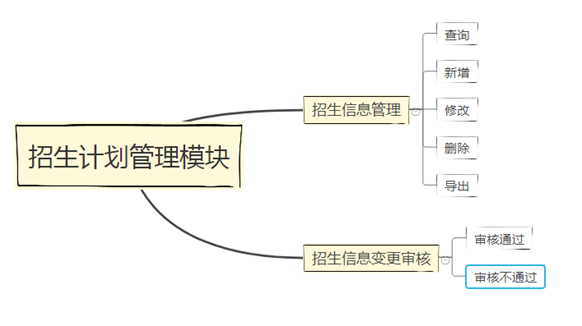 招生计划管理模块
招生信息管理
查询
新增
修改
删除
导出
招生信息变更审核
审核通过
审核不通过